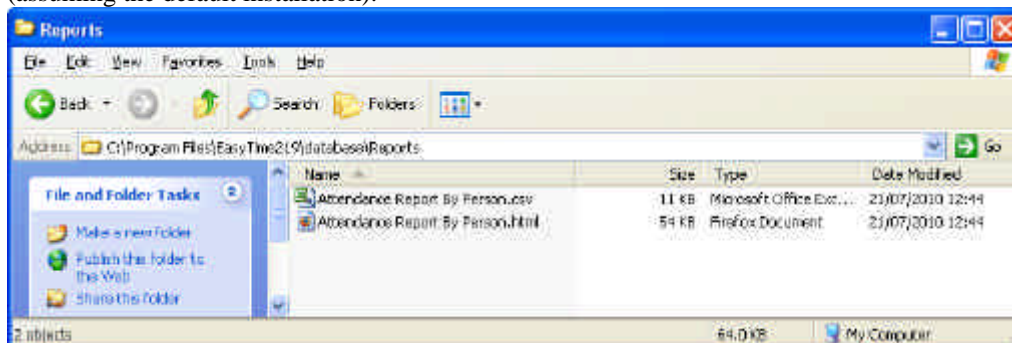 (assuming the default installation):
Reports
File Edit View Favorites Tools Help
Back Search Folders
Address C:\Program Files\EasyTime2\9\database\Reports Go
Name Size Type Date Modified
File and Folder Tasks
Attendance Report By Person.csv 11 KB Microsoft Office Exc... 21/07/2010 12:44
Attendance Report By Person.html 54 KB Firefox Document 21/07/2010 12:44
Make a new folder
Publish this folder to
the Web
Share this folder
2 objects 64.0 KB My Computer